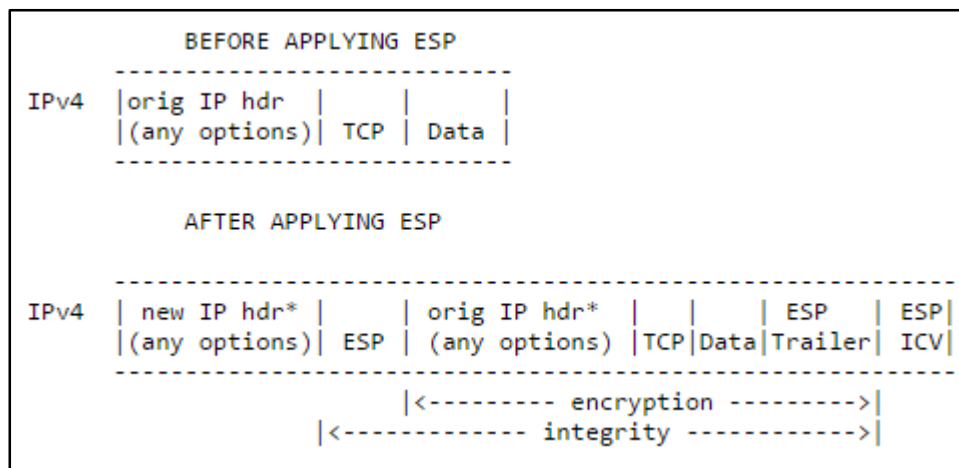 BEFORE APPLYING ESP
----------------------------
IPv4  |orig IP hdr  |     |      |
      |(any options)| TCP | Data |
----------------------------
AFTER APPLYING ESP
-----------------------------------------------------------
IPv4  | new IP hdr* |     | orig IP hdr*  |   |    | ESP   | ESP|
      |(any options)| ESP | (any options) |TCP|Data|Trailer| ICV|
-----------------------------------------------------------
|<--------- encryption ---------->|
|<------------- integrity ------------>|